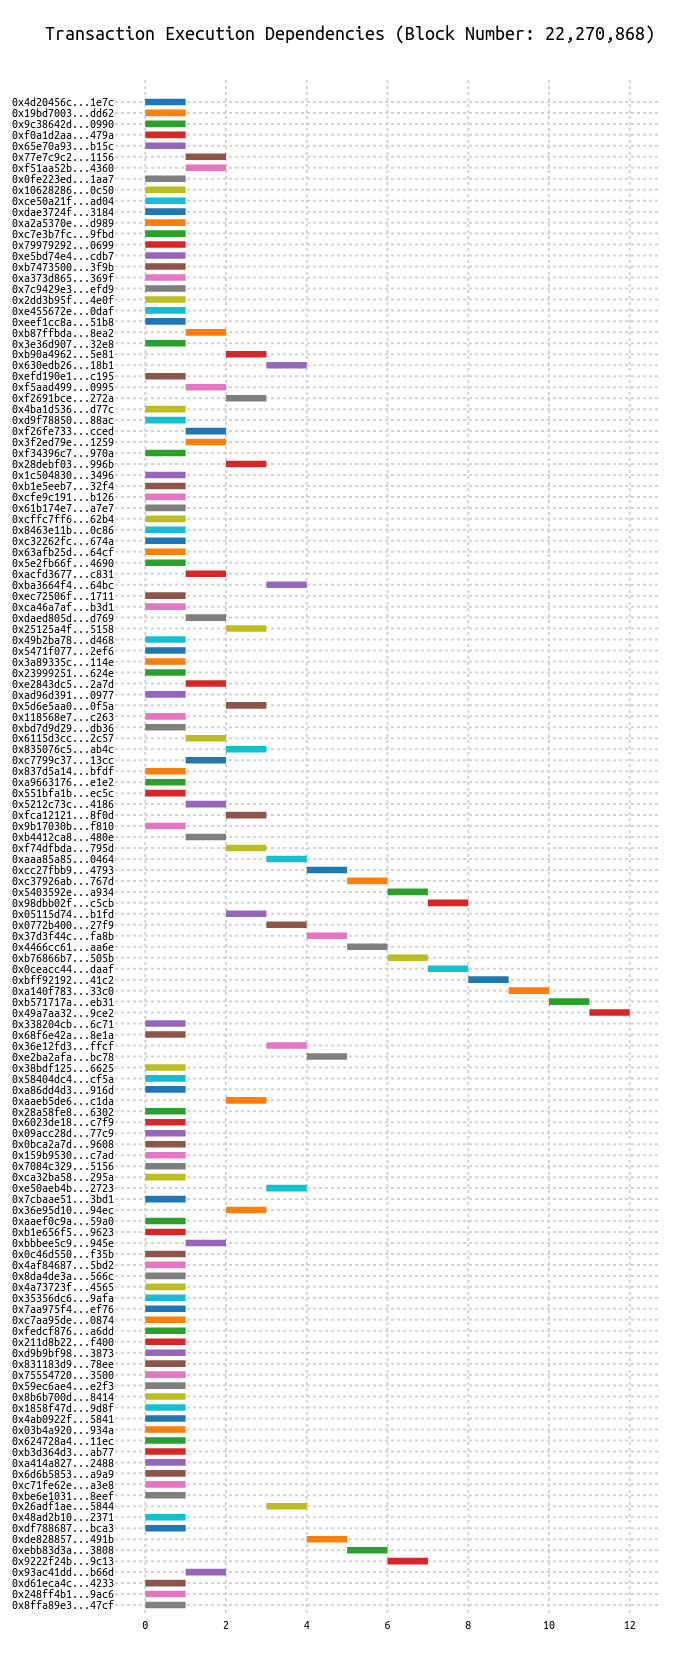 Transaction Execution Dependencies (Block Number: 22,270,868)
0x4d20456c...1e7c
0x19bd7003...dd62
0x9c38642d...0990
0xf0a1d2aa...479a
0x65e70a93...b15c
0x77e7c9c2...1156
0xf51aa52b...4360
0x0fe223ed...1aa7
0x10628286...0c50
0xce50a21f...ad04
0xdae3724f...3184
0xa2a5370e...d989
0xc7e3b7fc...9fbd
0x79979292...0699
0xe5bd74e4...cdb7
0xb7473500...3f9b
0xa373d865...369f
0x7c9429e3...efd9
0x2dd3b95f...4e0f
0xe455672e...0daf
0xeef1cc8a...51b8
0xb87ffbda...8ea2
0x3e36d907...32e8
0xb90a4962...5e81
0x630edb26...18b1
0xefd190e1...c195
0xf5aad499...0995
0xf2691bce...272a
0x4ba1d536...d77c
0xd9f78850...88ac
0xf26fe733...cced
0x3f2ed79e...1259
0xf34396c7...970a
0x28debf03...996b
0x1c504830...3496
0xb1e5eeb7...32f4
0xcfe9c191...b126
0x61b174e7...a7e7
0xcffc7ff6...62b4
0x8463e11b...0c86
0xc32262fc...674a
0x63afb25d...64cf
0x5e2fb66f...4690
0xacfd3677...c831
0xba3664f4...64bc
0xec72506f...1711
0xca46a7af...b3d1
0xdaed805d...d769
0x25125a4f...5158
0x49b2ba78...d468
0x5471f077...2ef6
0x3a89335c...114e
0x23999251...624e
0xe2843dc5...2a7d
0xad96d391...0977
0x5d6e5aa0...0f5a
0x118568e7...c263
0xbd7d9d29...db36
0x6115d3cc...2c57
0x835076c5...ab4c
0xc7799c37...13cc
0x837d5a14...bfdf
0xa9663176...e1e2
0x551bfa1b...ec5c
0x5212c73c...4186
0xfca12121...8f0d
0x9b17030b...f810
0xb4412ca8...480e
0xf74dfbda...795d
0xaaa85a85...0464
0xcc27fbb9...4793
0xc37926ab...767d
0x5403592e...a934
0x98dbb02f...c5cb
0x05115d74...b1fd
0x0772b400...27f9
0x37d3f44c...fa8b
0x4466cc61...aa6e
0xb76866b7...505b
0x0ceacc44...daaf
0xbff92192...41c2
0xa140f783...33c0
0xb571717a...eb31
0x49a7aa32...9ce2
0x338204cb...6c71
0x68f6e42a...8e1a
0x36e12fd3...ffcf
0xe2ba2afa...bc78
0x38bdf125...6625
0x58404dc4...cf5a
0xa86dd4d3...916d
0xaaeb5de6...c1da
0x28a58fe8...6302
0x6023de18...c7f9
0x09acc28d...77c9
0x0bca2a7d...9608
0x159b9530...c7ad
0x7084c329...5156
0xca32ba58...295a
0xe50aeb4b...2723
0x7cbaae51...3bd1
0x36e95d10...94ec
0xaaef0c9a...59a0
0xb1e656f5...9623
0xbbbee5c9...945e
0x0c46d550...f35b
0x4af84687...5bd2
0x8da4de3a...566c
0x4a73723f...4565
0x35356dc6...9afa
0x7aa975f4...ef76
0xc7aa95de...0874
0xfedcf876...a6dd
0x211d8b22...f400
0xd9b9bf98...3873
0x831183d9...78ee
0x75554720...3500
0x59ec6ae4...e2f3
0x8b6b700d...8414
0x1858f47d...9d8f
0x4ab0922f...5841
0x03b4a920...934a
0x624728a4...11ec
0xb3d364d3...ab77
0xa414a827...2488
0x6d6b5853...a9a9
0xc71fe62e...a3e8
0xbe6e1031...8eef
0x26adf1ae...5844
0x48ad2b10...2371
0xdf788687...bca3
0xde828857...491b
0xebb83d3a...3808
0x9222f24b...9c13
0x93ac41dd...b66d
0xd61eca4c...4233
0x248ff4b1...9ac6
0x8ffa89e3...47cf
0 2 4 6 8 10 12